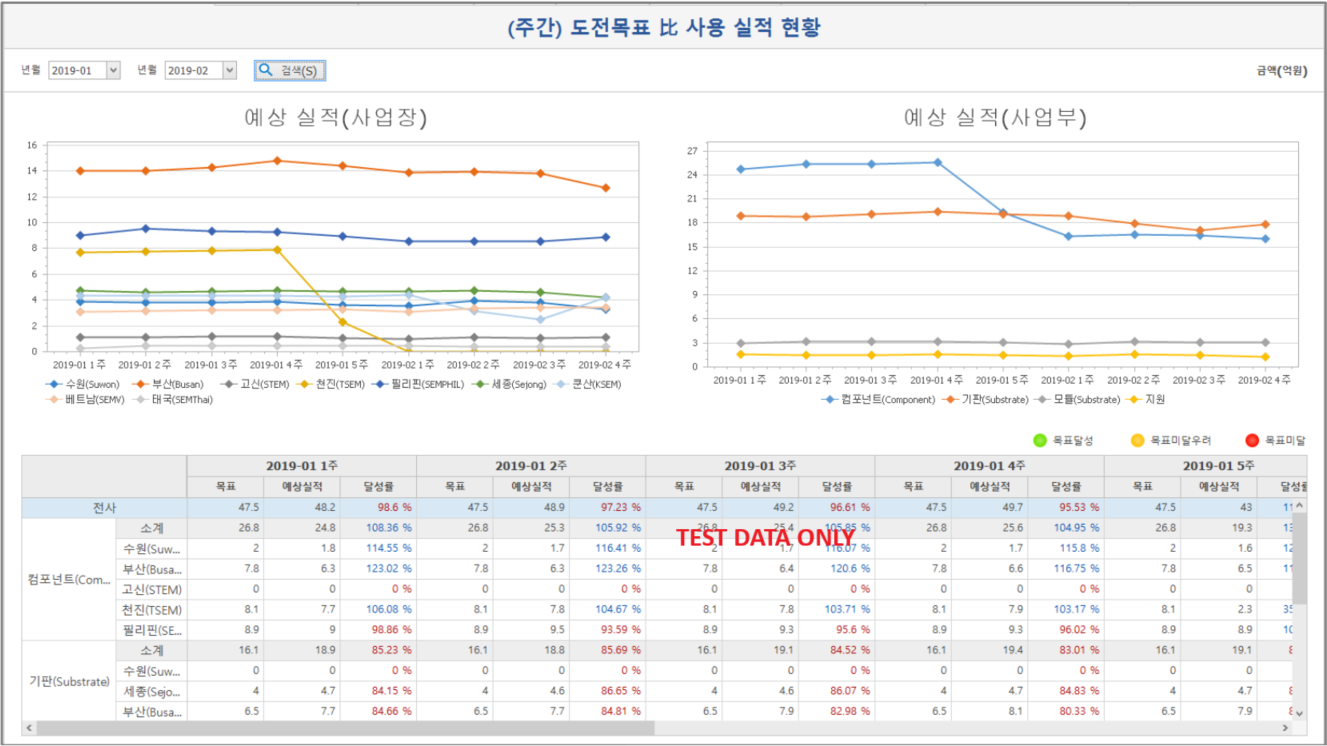 (주간) 도전목표 比 사용 실적 현황
년월 2019-01 년월 2019-02 검색(S) 금액(억원)
예상 실적(사업장)
16
14
12
10
8
6
4
2
0
2019-01 1 주 2019-01 2 주 2019-01 3 주 2019-01 4 주 2019-01 5 주 2019-02 1 주 2019-02 2 주 2019-02 3 주 2019-02 4 주
수원(Suwon) 부산(Busan) 고신(STEM) 천진(TSEM) 필리핀(SEMPHIL) 세종(Sejong) 쿤산(KSEM)
베트남(SEMV) 태국(SEMThai)
예상 실적(사업부)
27
24
21
18
15
12
9
6
3
0
2019-01 1 주 2019-01 2 주 2019-01 3 주 2019-01 4 주 2019-01 5 주 2019-02 1 주 2019-02 2 주 2019-02 3 주 2019-02 4 주
컴포넌트(Component) 기판(Substrate) 모듈(Substrate) 지원
목표달성 목표미달우려 목표미달
2019-01 1주 2019-01 2주 2019-01 3주 2019-01 4주 2019-01 5주
목표 예상실적 달성률 목표 예상실적 달성률 목표 예상실적 달성률 목표 예상실적 달성률 목표 예상실적 달성률
전사 47.5 48.2 98.6 % 47.5 48.9 97.23 % 47.5 49.2 96.61 % 47.5 49.7 95.53 % 47.5 43 11
컴포넌트(Com...
소계 26.8 24.8 108.36 % 26.8 25.3 105.92 % 26.8 25.4 105.85 % 26.8 25.6 104.95 % 26.8 19.3 13
TEST DATA ONLY
수원(Suw... 2 1.8 114.55 % 2 1.7 116.41 % 2 1.7 116.07 % 2 1.7 115.8 % 2 1.6 12
부산(Busa... 7.8 6.3 123.02 % 7.8 6.3 123.26 % 7.8 6.4 120.6 % 7.8 6.6 116.75 % 7.8 6.5 11
고신(STEM) 0 0 0 % 0 0 0 % 0 0 0 % 0 0 0 % 0 0
천진(TSEM) 8.1 7.7 106.08 % 8.1 7.8 104.67 % 8.1 7.8 103.71 % 8.1 7.9 103.17 % 8.1 2.3 35
필리핀(SE... 8.9 9 98.86 % 8.9 9.5 93.59 % 8.9 9.3 95.6 % 8.9 9.3 96.02 % 8.9 8.9 10
기판(Substrate)
소계 16.1 18.9 85.23 % 16.1 18.8 85.69 % 16.1 19.1 84.52 % 16.1 19.4 83.01 % 16.1 19.1 8
수원(Suw... 0 0 0 % 0 0 0 % 0 0 0 % 0 0 0 % 0 0
세종(Sejo... 4 4.7 84.15 % 4 4.6 86.65 % 4 4.6 86.07 % 4 4.7 84.83 % 4 4.7 8
부산(Busa... 6.5 7.7 84.66 % 6.5 7.7 84.81 % 6.5 7.9 82.98 % 6.5 8.1 80.33 % 6.5 7.9 8